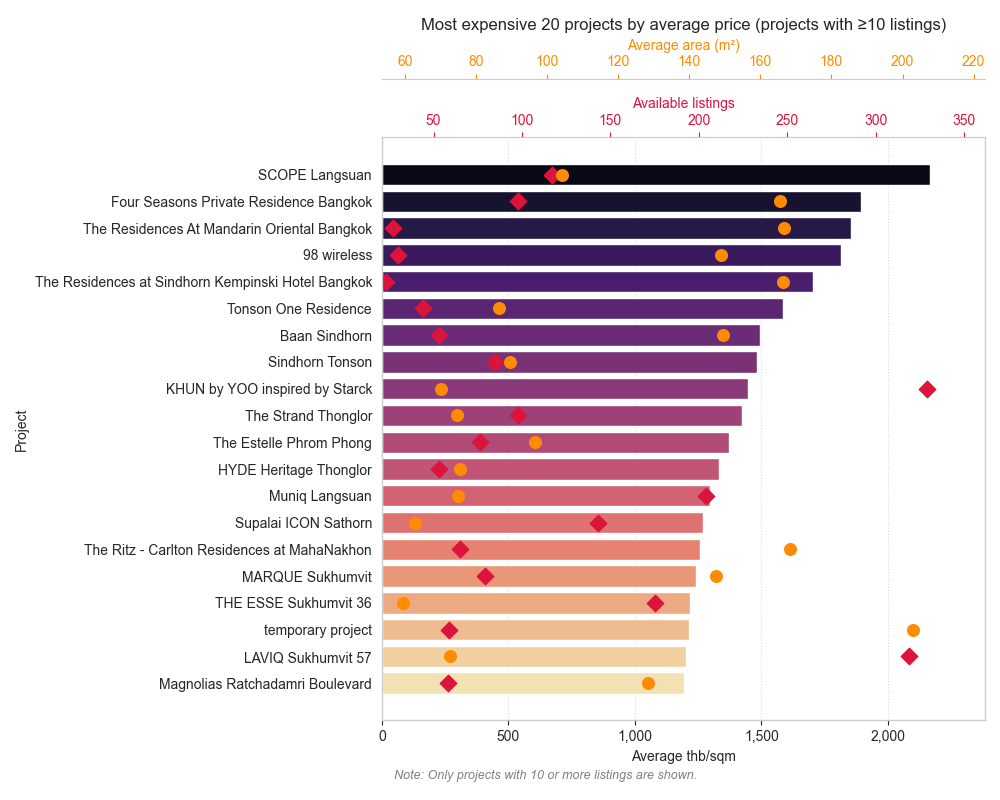 Most expensive 20 projects by average price (projects with ≥10 listings)
Average area (m²)
60 80 100 120 140 160 180 200 220
Available listings
50 100 150 200 250 300 350
SCOPE Langsuan
Four Seasons Private Residence Bangkok
The Residences At Mandarin Oriental Bangkok
98 wireless
The Residences at Sindhorn Kempinski Hotel Bangkok
Tonson One Residence
Baan Sindhorn
Sindhorn Tonson
KHUN by YOO inspired by Starck
The Strand Thonglor
The Estelle Phrom Phong
HYDE Heritage Thonglor
Muniq Langsuan
Supalai ICON Sathorn
The Ritz - Carlton Residences at MahaNakhon
MARQUE Sukhumvit
THE ESSE Sukhumvit 36
temporary project
LAVIQ Sukhumvit 57
Magnolias Ratchadamri Boulevard
Project
0 500 1,000 1,500 2,000
Average thb/sqm
Note: Only projects with 10 or more listings are shown.